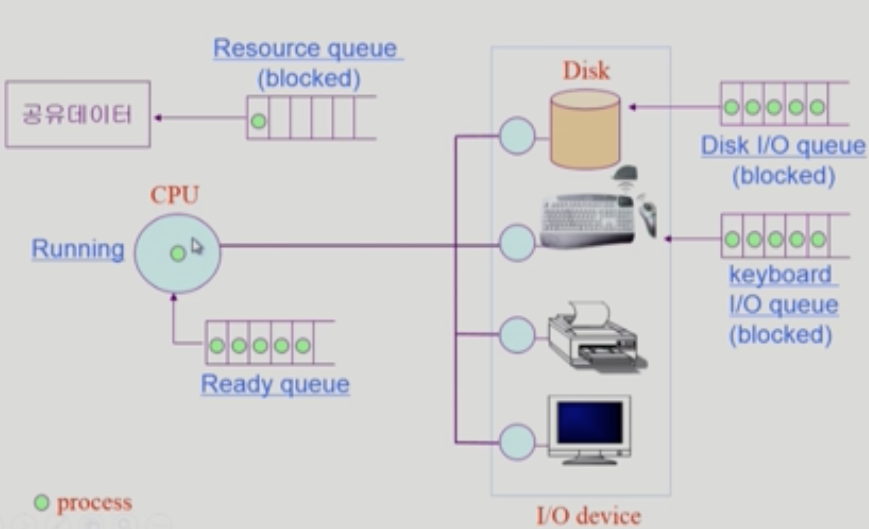 Resource queue
(blocked)
공유데이터
Disk
Disk I/O queue
(blocked)
CPU
Running
keyboard
I/O queue
(blocked)
Ready queue
process
I/O device